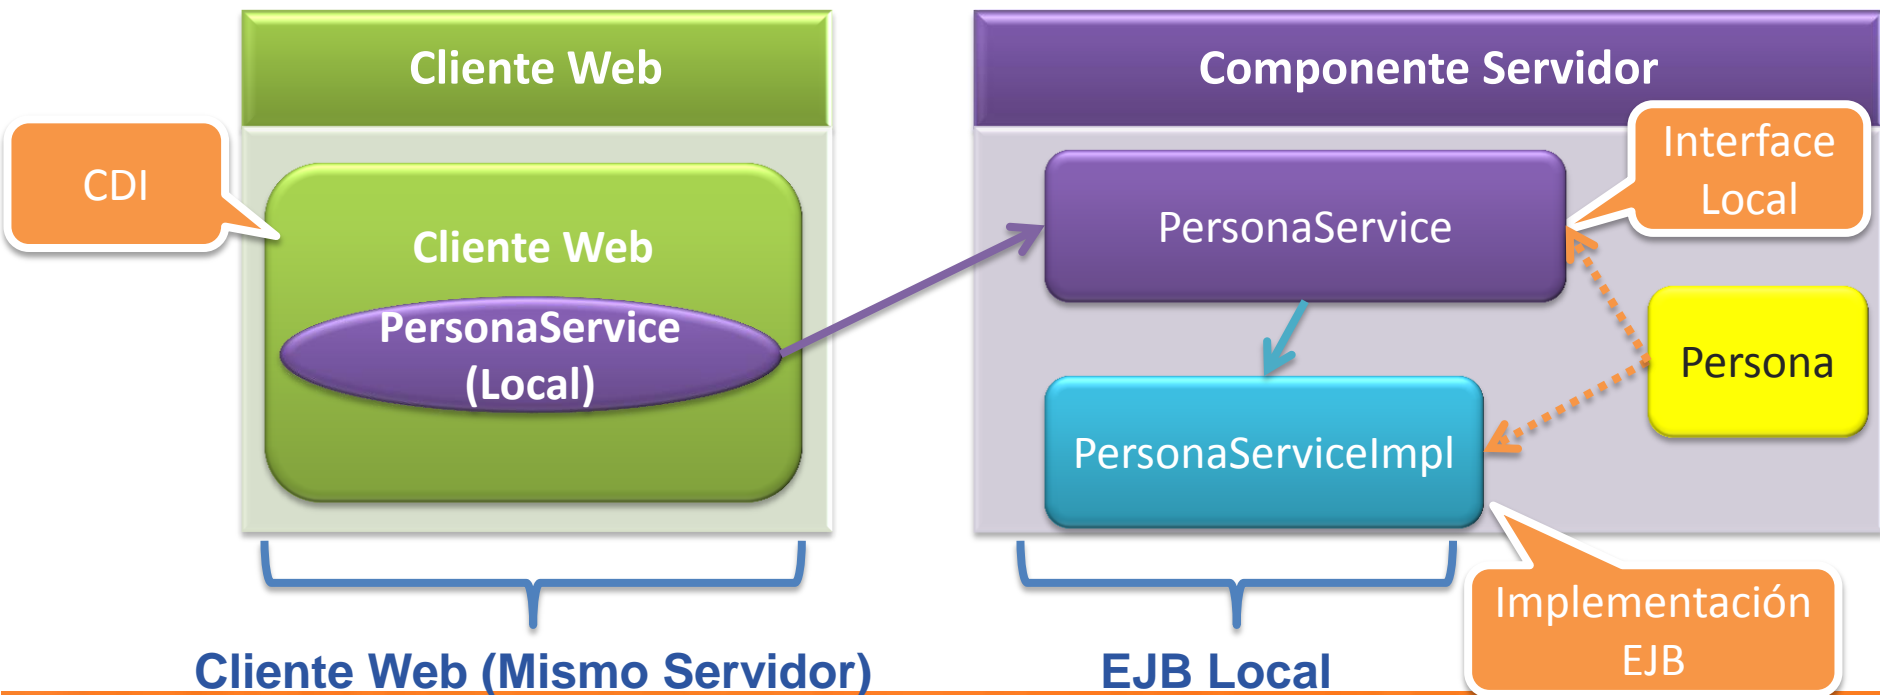 Cliente Web
Componente Servidor
CDI
Cliente Web
PersonaService
(Local)
PersonaService
Interface
Local
Persona
PersonaServiceImpl
Implementación
EJB
Cliente Web (Mismo Servidor)
EJB Local